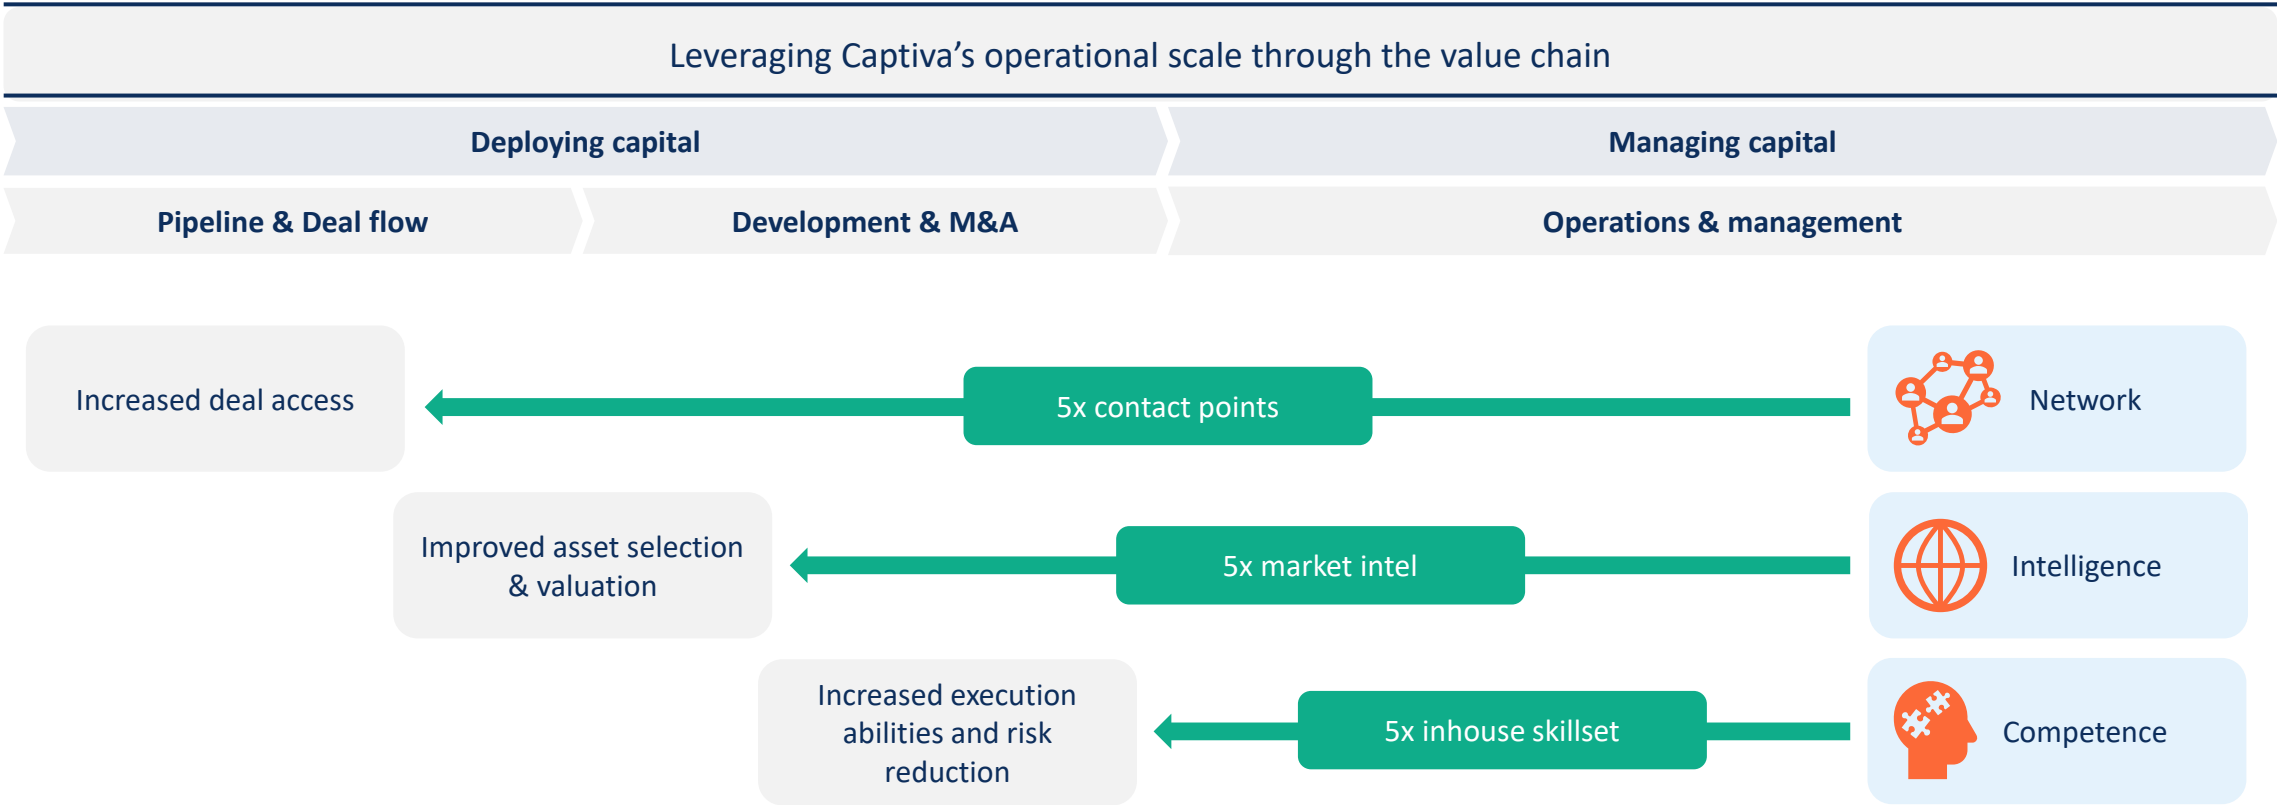 Leveraging Captiva’s operational scale through the value chain
Deploying capital
Managing capital
Pipeline & Deal flow
Development & M&A
Operations & management
Increased deal access
5x contact points
Network
Improved asset selection
& valuation
5x market intel
Intelligence
Increased execution
abilities and risk
reduction
5x inhouse skillset
Competence